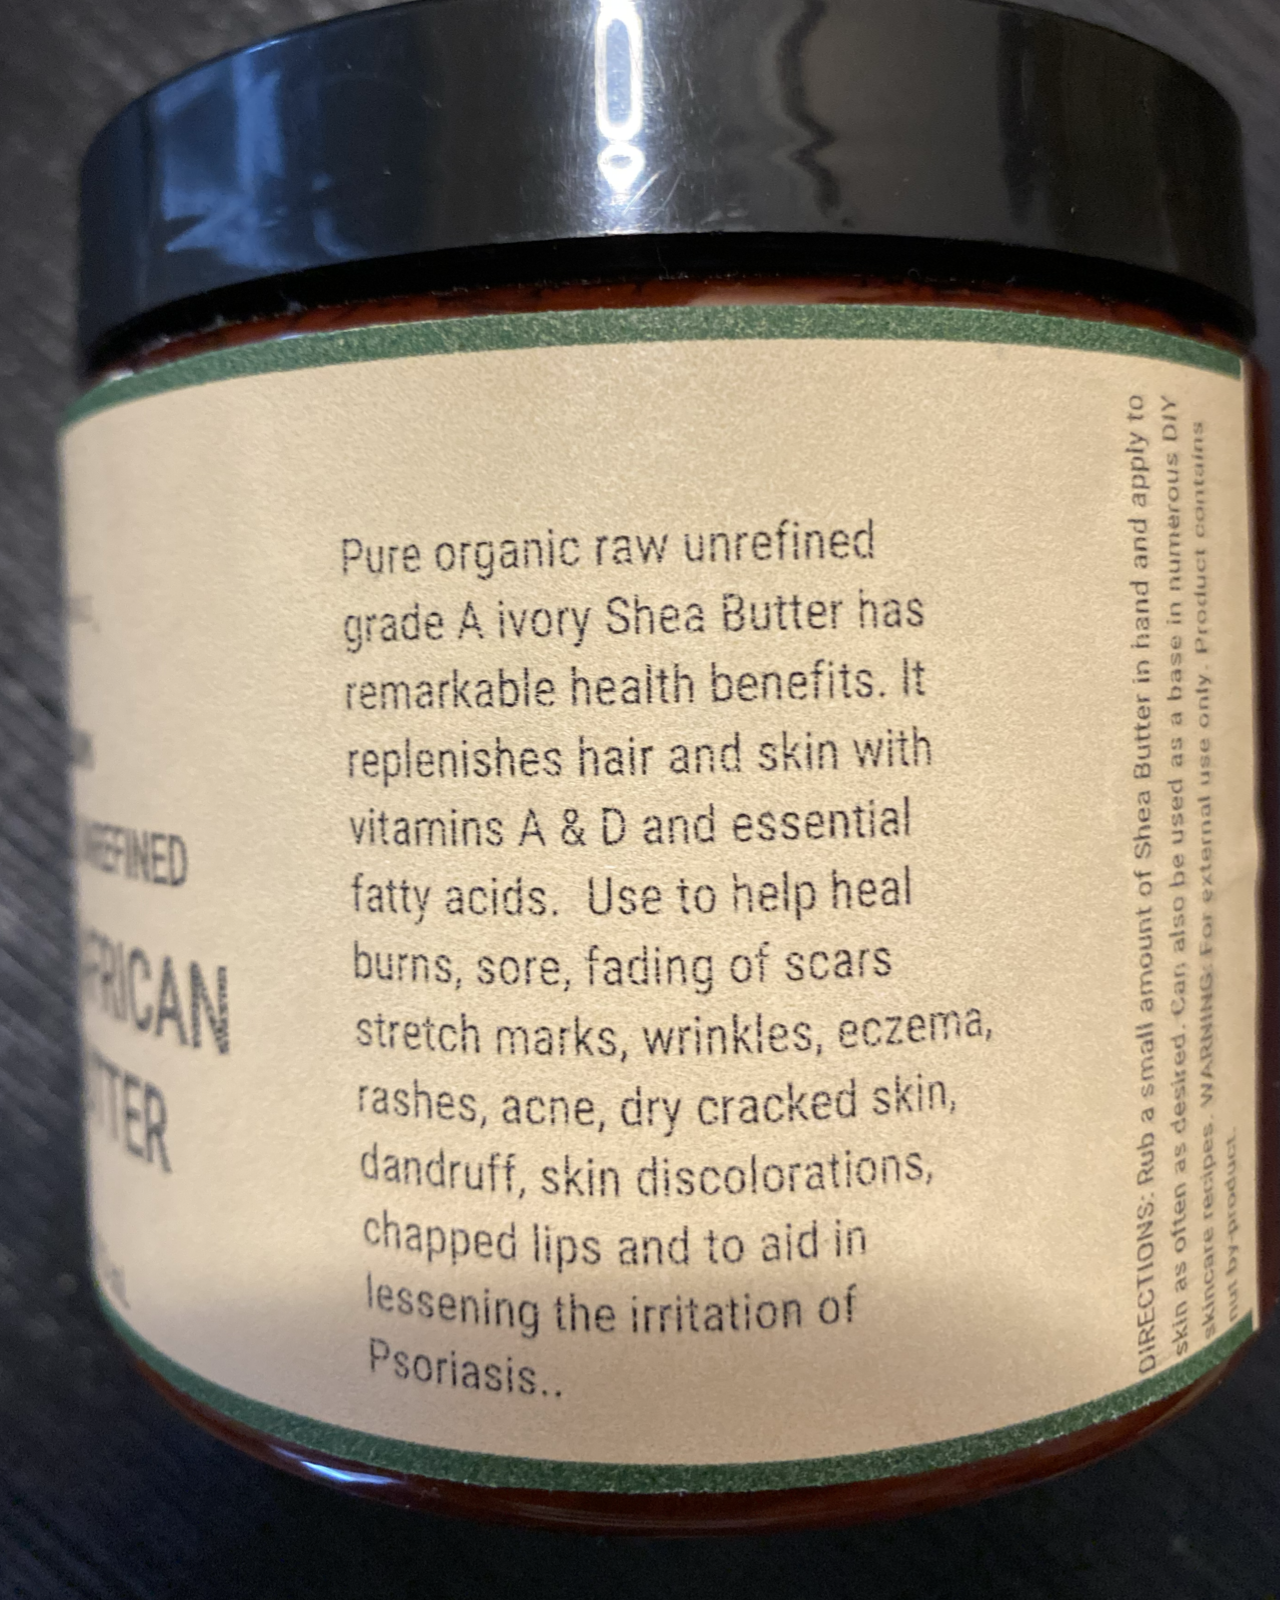 Pure organic raw unrefined
grade A ivory Shea Butter has
remarkable health benefits. It
replenishes hair and skin with
vitamins A & D and essential
fatty acids.  Use to help heal
burns, sore, fading of scars
stretch marks, wrinkles, eczema,
rashes, acne, dry cracked skin,
dandruff, skin discolorations,
chapped lips and to aid in
lessening the irritation of
Psoriasis..
DIRECTIONS: Rub a small amount of Shea Butter in hand and apply to
skin as often as desired. Can also be used as a base in numerous DIY
skincare recipes. WARNING: For external use only. Product contains
nut by-product.